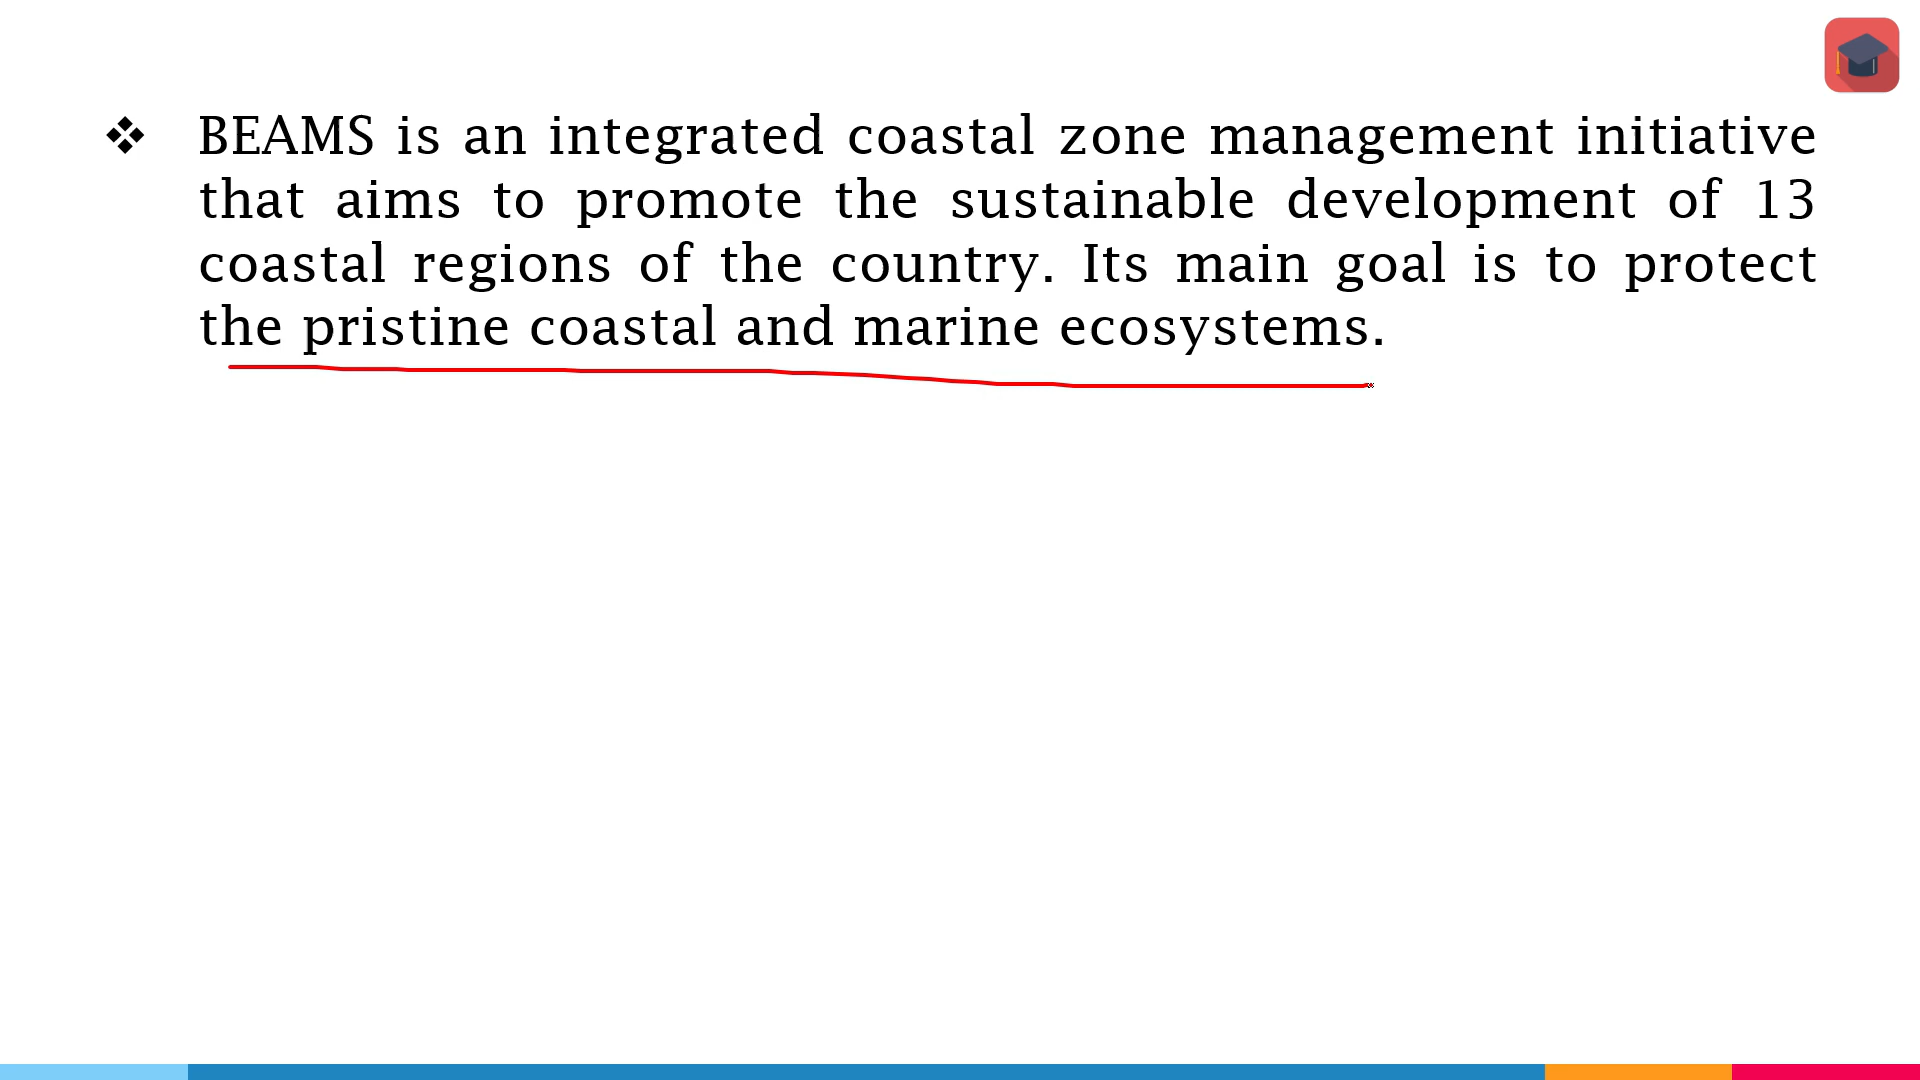 ❖ BEAMS is an integrated coastal zone management initiative
that aims to promote the sustainable development of 13
coastal regions of the country. Its main goal is to protect
the pristine coastal and marine ecosystems.